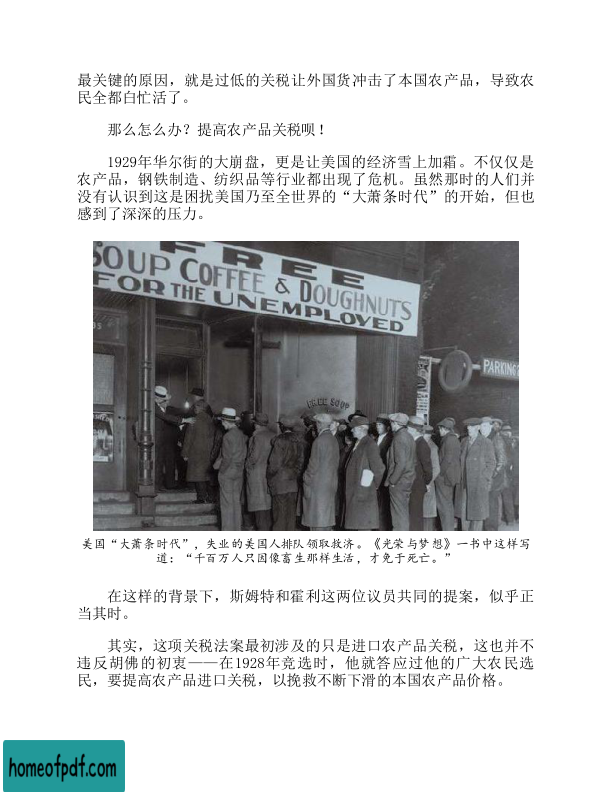 最关键的原因，就是过低的关税让外国货冲击了本国农产品，导致农
民全都白忙活了。
那么怎么办？提高农产品关税呗！
1929年华尔街的大崩盘，更是让美国的经济雪上加霜。不仅仅是
农产品，钢铁制造、纺织品等行业都出现了危机。虽然那时的人们并
没有认识到这是困扰美国乃至全世界的“大萧条时代”的开始，但也
感到了深深的压力。
FREE
SOUP COFFEE & DOUGHNUTS
FOR THE UNEMPLOYED
FREE SOUP
PARKING
美国“大萧条时代”，失业的美国人排队领取救济。《光荣与梦想》一书中这样写
道：“千百万人只因像畜生那样生活，才免于死亡。”
在这样的背景下，斯姆特和霍利这两位议员共同的提案，似乎正
当其时。
其实，这项关税法案最初涉及的只是进口农产品关税，这也并不
违反胡佛的初衷——在1928年竞选时，他就答应过他的广大农民选
民，要提高农产品进口关税，以挽救不断下滑的本国农产品价格。
homeofpdf.com